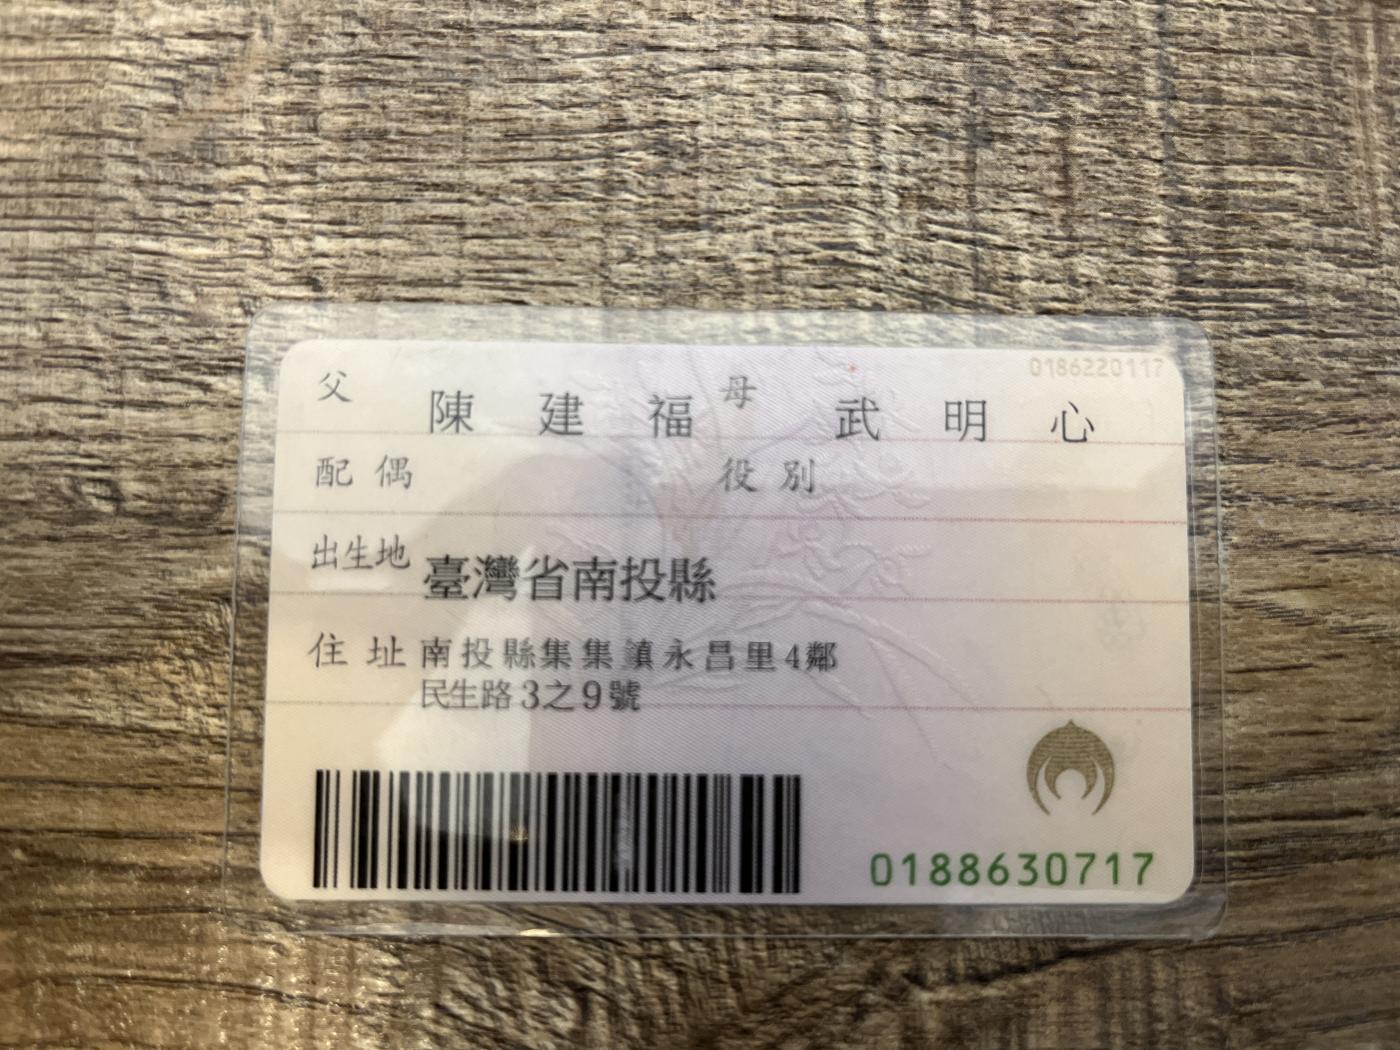 0186220117
父 陳建福 母 武明心
配偶 役別
出生地 臺灣省南投縣
住址 南投縣集集鎮永昌里4鄰
民生路3之9號
0188630717